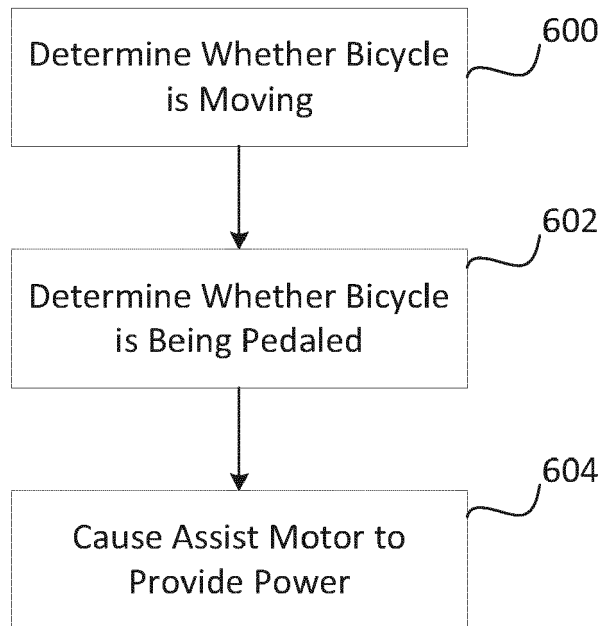 Determine Whether Bicycle
is Moving
600
Determine Whether Bicycle
is Being Pedaled
602
Cause Assist Motor to
Provide Power
604